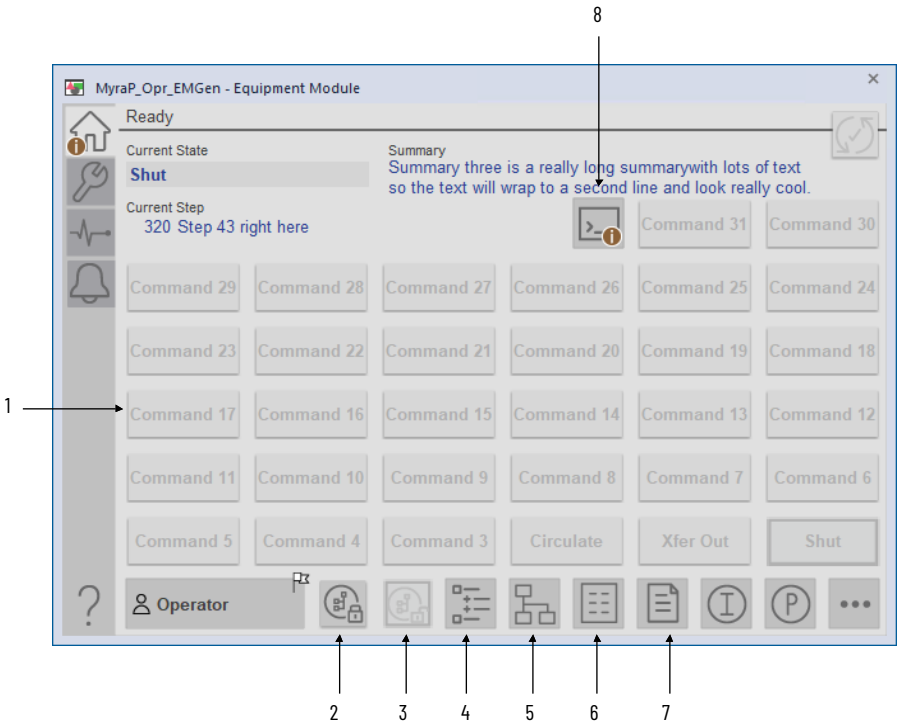 8
MyraP_Opr_EMGen - Equipment Module
Ready
Current State
Shut
Summary
Summary three is a really long summarywith lots of text
so the text will wrap to a second line and look really cool.
Current Step
320 Step 43 right here
Command 31 Command 30
Command 29 Command 28 Command 27 Command 26 Command 25 Command 24
Command 23 Command 22 Command 21 Command 20 Command 19 Command 18
1
Command 17 Command 16 Command 15 Command 14 Command 13 Command 12
Command 11 Command 10 Command 9 Command 8 Command 7 Command 6
Command 5 Command 4 Command 3 Circulate Xfer Out Shut
Operator
2 3 4 5 6 7